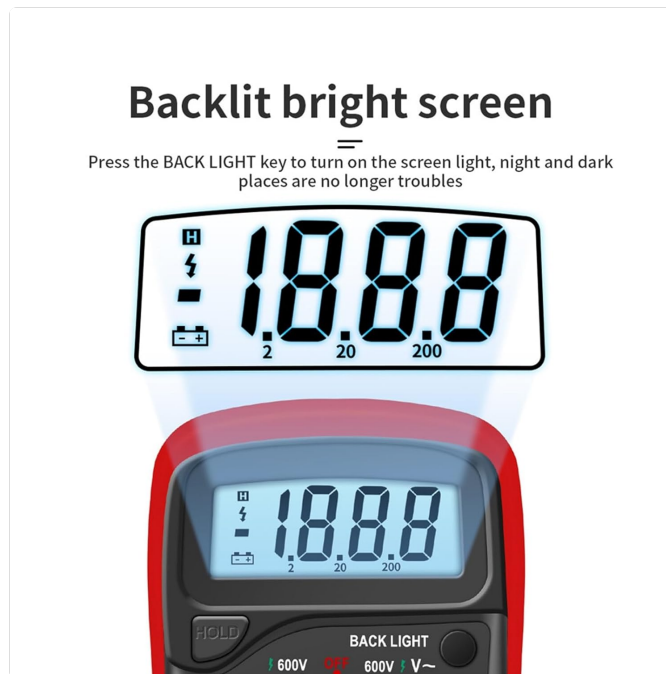 Backlit bright screen
Press the BACK LIGHT key to turn on the screen light, night and dark
places are no longer troubles
H
1.8.8.8
- +
2 20 200
H
1.8.8.8
- +
2 20 200
HOLD
BACK LIGHT
600V OFF 600V V~